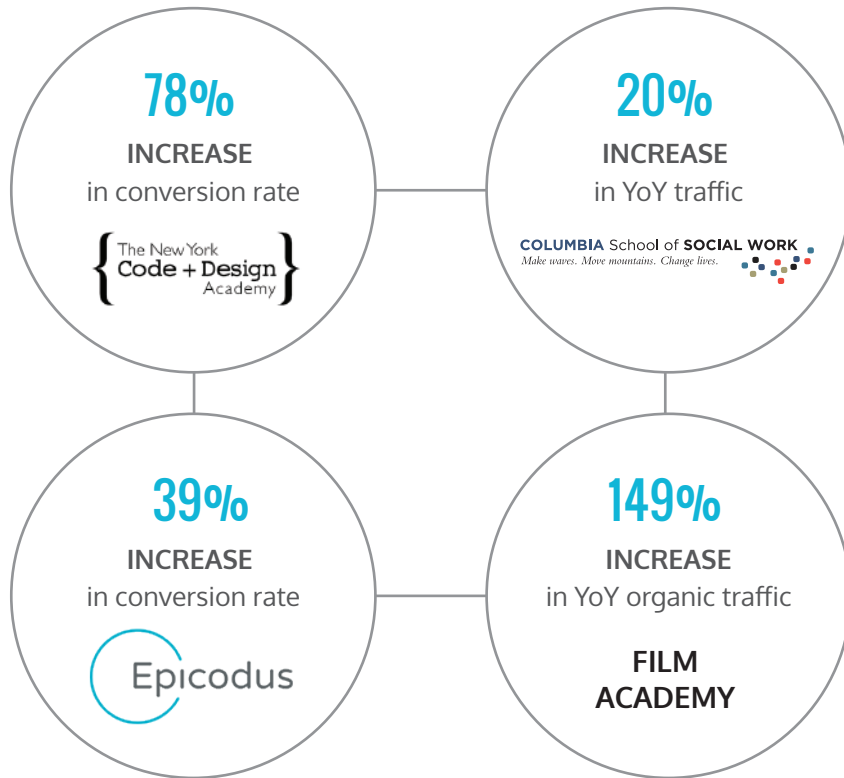 78%
INCREASE
in conversion rate
{ The New York
Code + Design
Academy }
20%
INCREASE
in YoY traffic
COLUMBIA School of SOCIAL WORK
Make waves. Move mountains. Change lives.
39%
INCREASE
in conversion rate
Epicodus
149%
INCREASE
in YoY organic traffic
FILM
ACADEMY